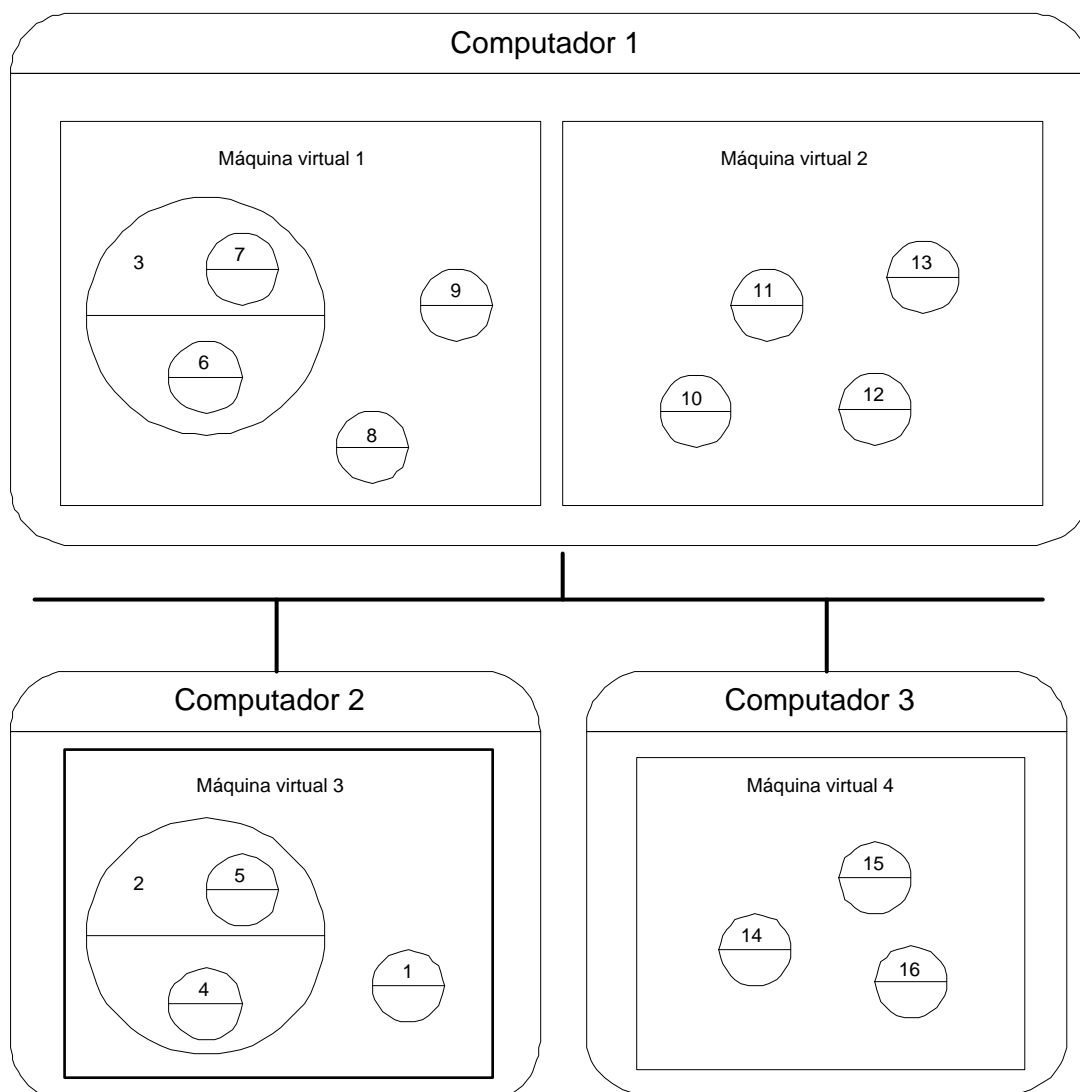 Computador 1
Máquina virtual 1
3
7
9
6
8
Máquina virtual 2
13
11
10
12
Computador 2
Máquina virtual 3
2
5
4
1
Computador 3
Máquina virtual 4
15
14
16